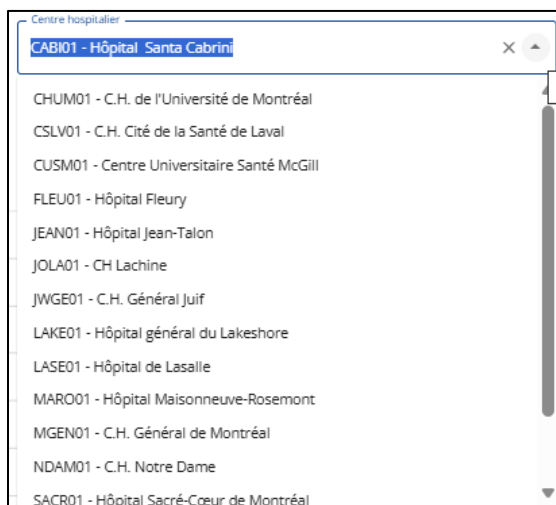 Centre hospitalier
CABI01 - Hôpital  Santa Cabrini
CHUM01 - C.H. de l'Université de Montréal
CSLV01 - C.H. Cité de la Santé de Laval
CUSM01 - Centre Universitaire Santé McGill
FLEU01 - Hôpital Fleury
JEAN01 - Hôpital Jean-Talon
JOLA01 - CH Lachine
JWGE01 - C.H. Général Juif
LAKE01 - Hôpital général du Lakeshore
LASE01 - Hôpital de Lasalle
MARO01 - Hôpital Maisonneuve-Rosemont
MGEN01 - C.H. Général de Montréal
NDAM01 - C.H. Notre Dame
SACR01 - Hôpital Sacré-Cœur de Montréal